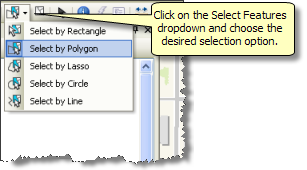 Click on the Select Features
dropdown and choose the
desired selection option.
Select by Rectangle
Select by Polygon
Select by Lasso
Select by Circle
Select by Line